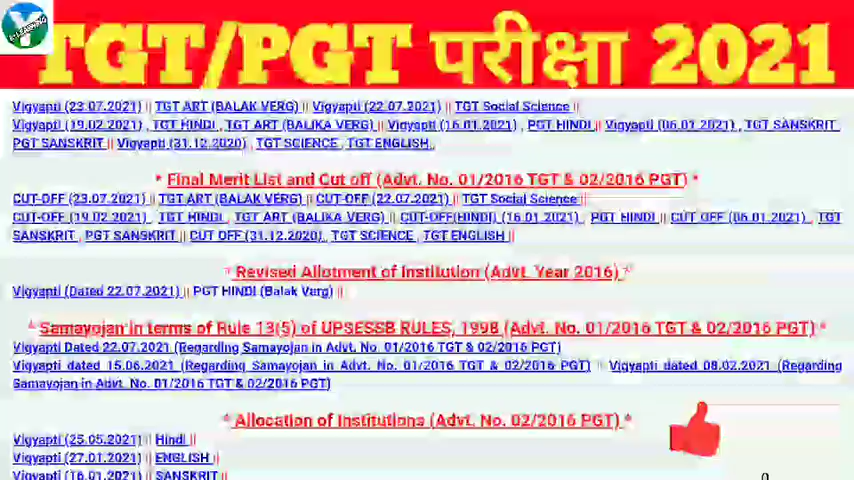 E-LEARNING
TGT/PGT परीक्षा 2021
Vigyapti (23.07.2021) || TGT ART (BALAK VERG) || Vigyapti (22.07.2021) || TGT Social Science ||
Vigyapti (19.02.2021) , TGT HINDI , TGT ART (BALIKA VERG) || Vigyapti (16.01.2021) , PGT HINDI || Vigyapti (06.01.2021) , TGT SANSKRIT
PGT SANSKRIT || Vigyapti (31.12.2020) , TGT SCIENCE , TGT ENGLISH ,
* Final Merit List and Cut off (Advt. No. 01/2016 TGT & 02/2016 PGT) *
CUT-OFF (23.07.2021) || TGT ART (BALAK VERG) || CUT-OFF (22.07.2021) || TGT Social Science ||
CUT-OFF (19.02.2021) , TGT HINDI , TGT ART (BALIKA VERG) || CUT-OFF(HINDI) (16.01.2021) , PGT HINDI || CUT OFF (06.01.2021) , TGT
SANSKRIT , PGT SANSKRIT || CUT OFF (31.12.2020) , TGT SCIENCE , TGT ENGLISH ||
* Revised Allotment of Institution (Advt. Year 2016) *
Vigyapti (Dated 22.07.2021) || PGT HINDI (Balak Verg) ||
* Samayojan in terms of Rule 13(5) of UPSESSB RULES, 1998 (Advt. No. 01/2016 TGT & 02/2016 PGT) *
Vigyapti Dated 22.07.2021 (Regarding Samayojan in Advt. No. 01/2016 TGT & 02/2016 PGT)
Vigyapti dated 15.06.2021 (Regarding Samayojan in Advt. No. 01/2016 TGT & 02/2016 PGT) || Vigyapti dated 08.02.2021 (Regarding
Samayojan in Advt. No. 01/2016 TGT & 02/2016 PGT)
* Allocation of Institutions (Advt. No. 02/2016 PGT) *
Vigyapti (25.05.2021) || Hindi ||
Vigyapti (27.01.2021) || ENGLISH ||
Vigyapti (16.01.2021) || SANSKRIT ||